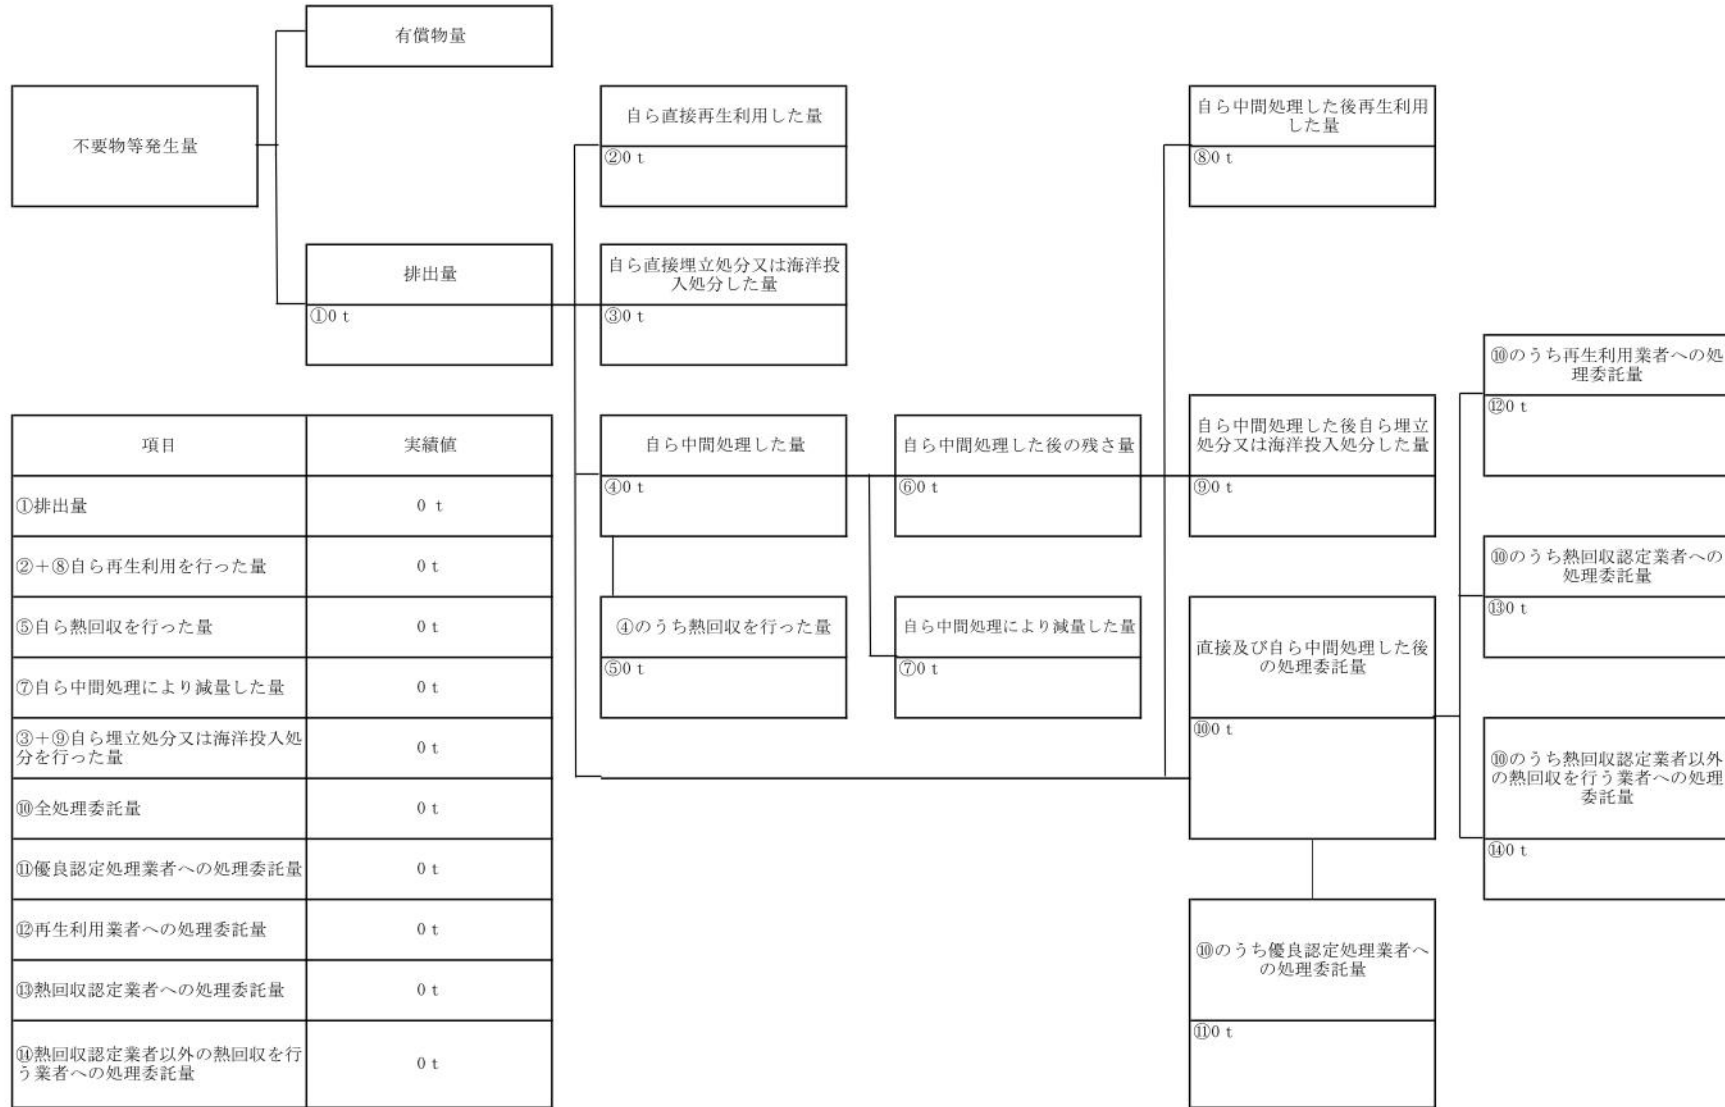 有償物量
不要物等発生量
自ら直接再生利用した量
②0 t
自ら中間処理した後再生利用
した量
⑧0 t
排出量
①0 t
自ら直接埋立処分又は海洋投
入処分した量
③0 t
⑩のうち再生利用業者への処
理委託量
⑫0 t
項目
実績値
①排出量
0 t
②+⑧自ら再生利用を行った量
0 t
⑤自ら熱回収を行った量
0 t
⑦自ら中間処理により減量した量
0 t
③+⑨自ら埋立処分又は海洋投入処
分を行った量
0 t
⑩全処理委託量
0 t
⑪優良認定処理業者への処理委託量
0 t
⑫再生利用業者への処理委託量
0 t
⑬熱回収認定業者への処理委託量
0 t
⑭熱回収認定業者以外の熱回収を行
う業者への処理委託量
0 t
自ら中間処理した量
④0 t
自ら中間処理した後の残さ量
⑥0 t
自ら中間処理した後自ら埋立
処分又は海洋投入処分した量
⑨0 t
④のうち熱回収を行った量
⑤0 t
自ら中間処理により減量した量
⑦0 t
直接及び自ら中間処理した後
の処理委託量
⑩0 t
⑩のうち熱回収認定業者への
処理委託量
⑬0 t
⑩のうち熱回収認定業者以外
の熱回収を行う業者への処理
委託量
⑭0 t
⑩のうち優良認定処理業者へ
の処理委託量
⑪0 t